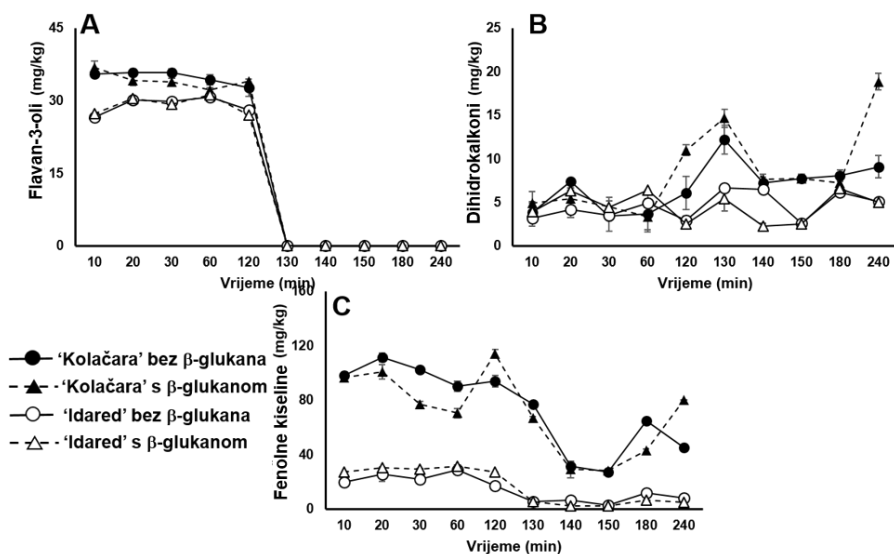 A
Flavan-3-oli (mg/kg)
45
30
15
0
10 20 30 60 120 130 140 150 180 240
Vrijeme (min)
B
Dihidrokalkoni (mg/kg)
25
20
15
10
5
0
10 20 30 60 120 130 140 150 180 240
Vrijeme (min)
C
Fenolne kiseline (mg/kg)
160
120
80
40
0
10 20 30 60 120 130 140 150 180 240
Vrijeme (min)
‘Kolačara’ bez β-glukana
‘Kolačara’ s β-glukanom
‘Idared’ bez β-glukana
‘Idared’ s β-glukanom